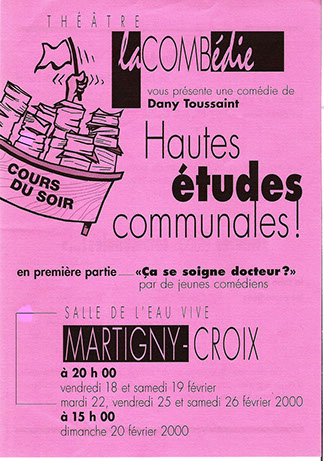 THÉÂTRE
la COMBédie
vous présente une comédie de
Dany Toussaint
COURS
DU SOIR
Hautes
études
communales!
en première partie «Ça se soigne docteur?»
par de jeunes comédiens
SALLE DE L'EAU VIVE
MARTIGNY-CROIX
à 20 h 00
vendredi 18 et samedi 19 février
mardi 22, vendredi 25 et samedi 26 février 2000
à 15 h 00
dimanche 20 février 2000